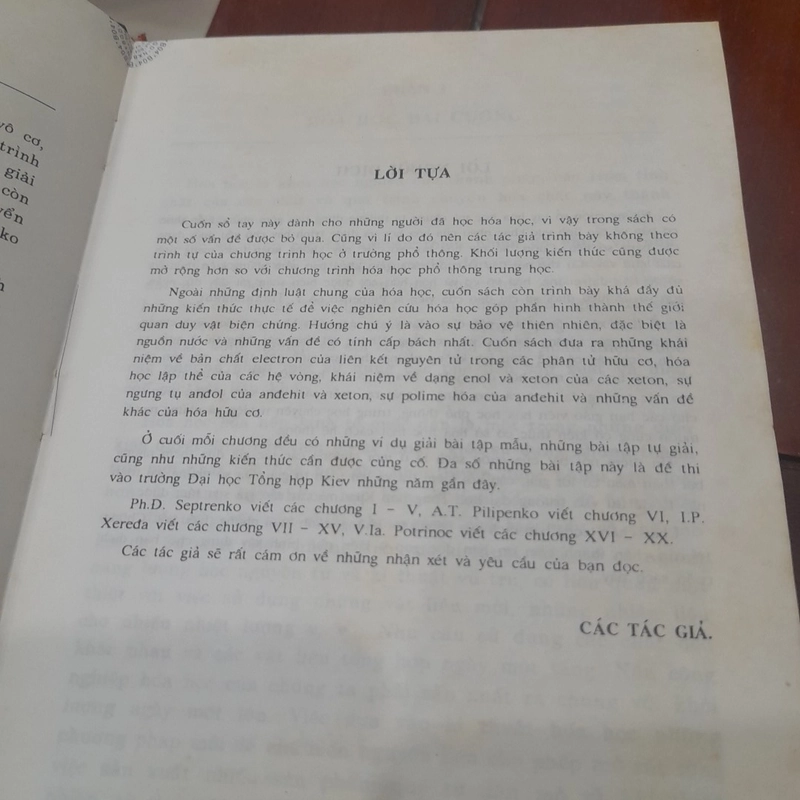 vô cơ,
trình
giải
còn
ko
LỜI TỰA
Cuốn sổ tay này dành cho những người đã học hóa học, vì vậy trong sách có
một số vấn đề được bỏ qua. Cũng vì lí do đó nên các tác giả trình bày không theo
trình tự của chương trình học ở trường phổ thông. Khối lượng kiến thức cũng được
mở rộng hơn so với chương trình hóa học phổ thông trung học.
Ngoài những định luật chung của hóa học, cuốn sách còn trình bày khá đầy đủ
những kiến thức thực tế để việc nghiên cứu hóa học góp phần hình thành thế giới
quan duy vật biện chứng. Hướng chú ý là vào sự bảo vệ thiên nhiên, đặc biệt là
nguồn nước và những vấn đề có tính cấp bách nhất. Cuốn sách đưa ra những khái
niệm về bản chất electron của liên kết nguyên tử trong các phân tử hữu cơ, hóa
học lập thể của các hệ vòng, khái niệm về dạng enol và xeton của các xeton, sự
ngưng tụ anđol của anđehit và xeton, sự polime hóa của anđehit và những vấn đề
khác của hóa hữu cơ.
Ở cuối mỗi chương đều có những ví dụ giải bài tập mẫu, những bài tập tự giải,
cũng như những kiến thức cần được củng cố. Đa số những bài tập này là đề thi
vào trường Đại học Tổng hợp Kiev những năm gần đây.
Ph.D. Septrenko viết các chương I – V, A.T. Pilipenko viết chương VI, I.P.
Xeređa viết các chương VII – XV, V.Ia. Potrinoc viết các chương XVI – XX.
Các tác giả sẽ rất cám ơn về những nhận xét và yêu cầu của bạn đọc.
CÁC TÁC GIẢ.